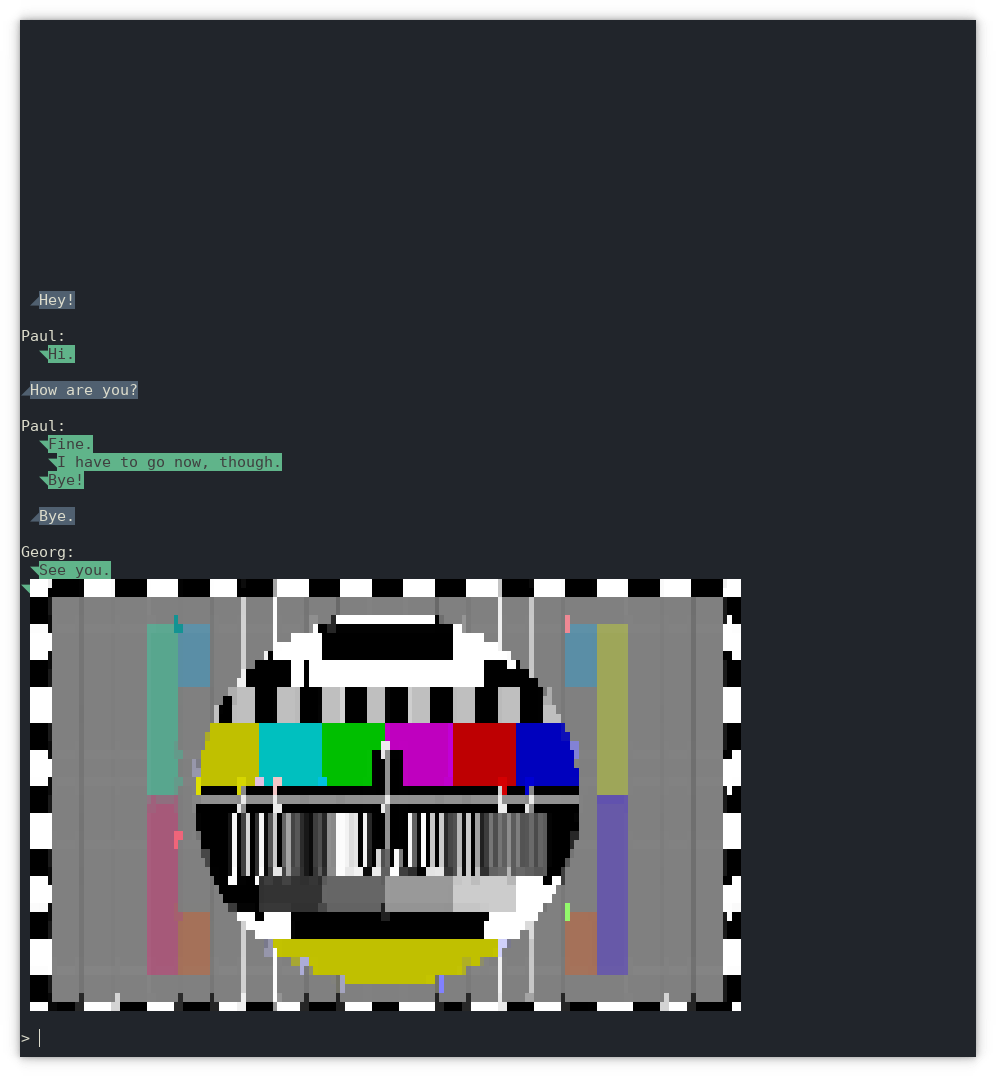 Hey!
Paul:
Hi.
How are you?
Paul:
Fine.
I have to go now, though.
Bye!
Bye.
Georg:
See you.
>